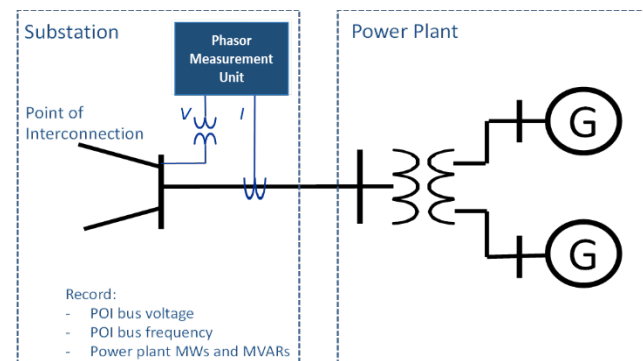 Substation
Power Plant
Phasor
Measurement
Unit
V
I
Point of
Interconnection
G
G
Record:
- POI bus voltage
- POI bus frequency
- Power plant MWs and MVARs